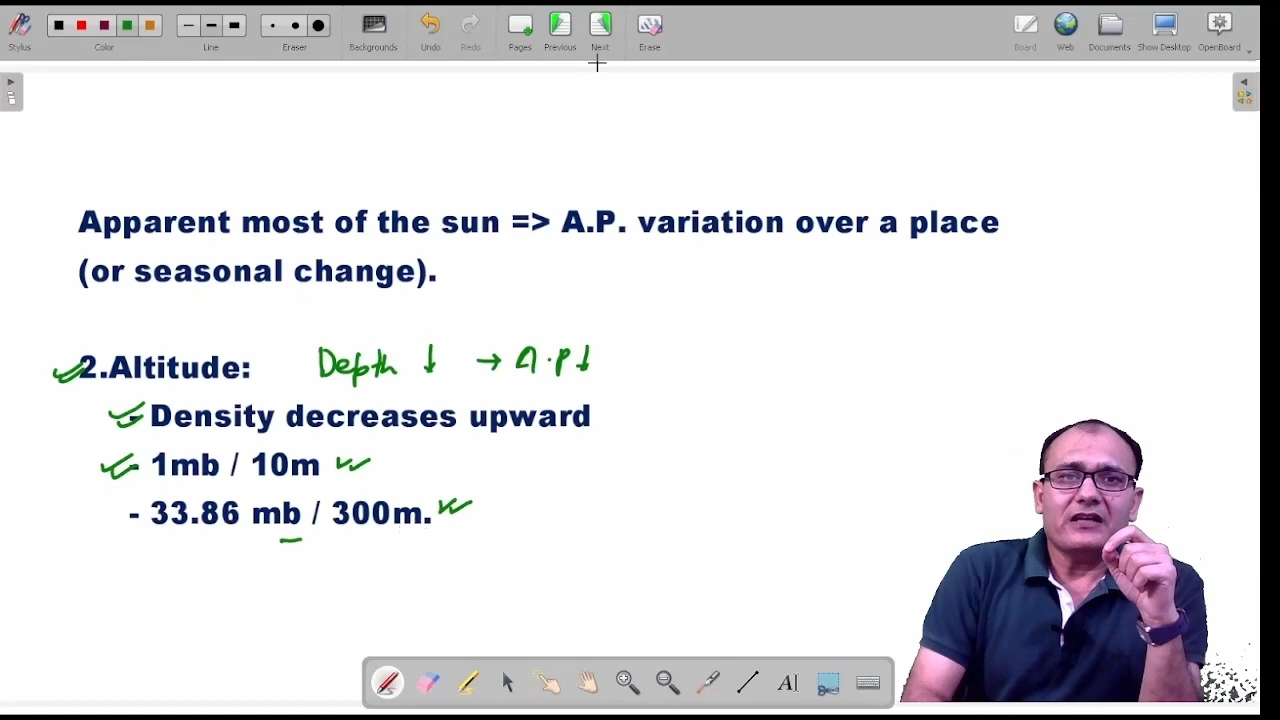 Stylus
Color
Line
Eraser
Backgrounds
Undo
Redo
Pages
Previous
Next
Erase
Board
Web
Documents
Show Desktop
OpenBoard
Apparent most of the sun => A.P. variation over a place
(or seasonal change).
2.Altitude: Depth ↓ → A.P↓
- Density decreases upward
- 1mb / 10m
- 33.86 mb / 300m.